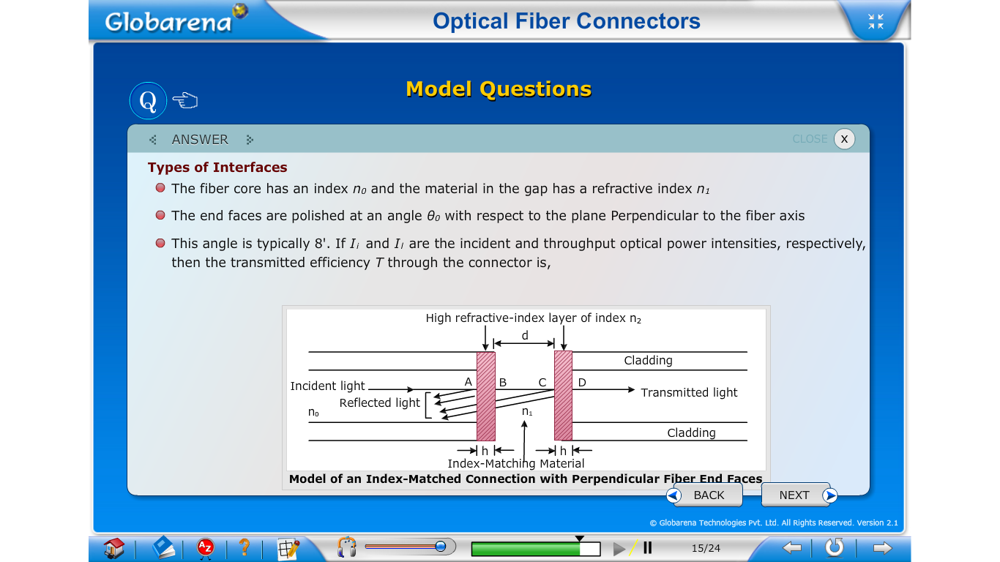 Globarena
Optical Fiber Connectors
Q
Model Questions
ANSWER
CLOSE X
Types of Interfaces
The fiber core has an index n₀ and the material in the gap has a refractive index n₁
The end faces are polished at an angle θ₀ with respect to the plane Perpendicular to the fiber axis
This angle is typically 8'. If Iᵢ and Iₗ are the incident and throughput optical power intensities, respectively,
then the transmitted efficiency T through the connector is,
High refractive-index layer of index n₂
d
Cladding
Incident light
A B C D
Transmitted light
Reflected light
n₀
n₁
Cladding
h h
Index-Matching Material
Model of an Index-Matched Connection with Perpendicular Fiber End Faces
BACK NEXT
© Globarena Technologies Pvt. Ltd. All Rights Reserved. Version 2.1
AZ
?
15/24